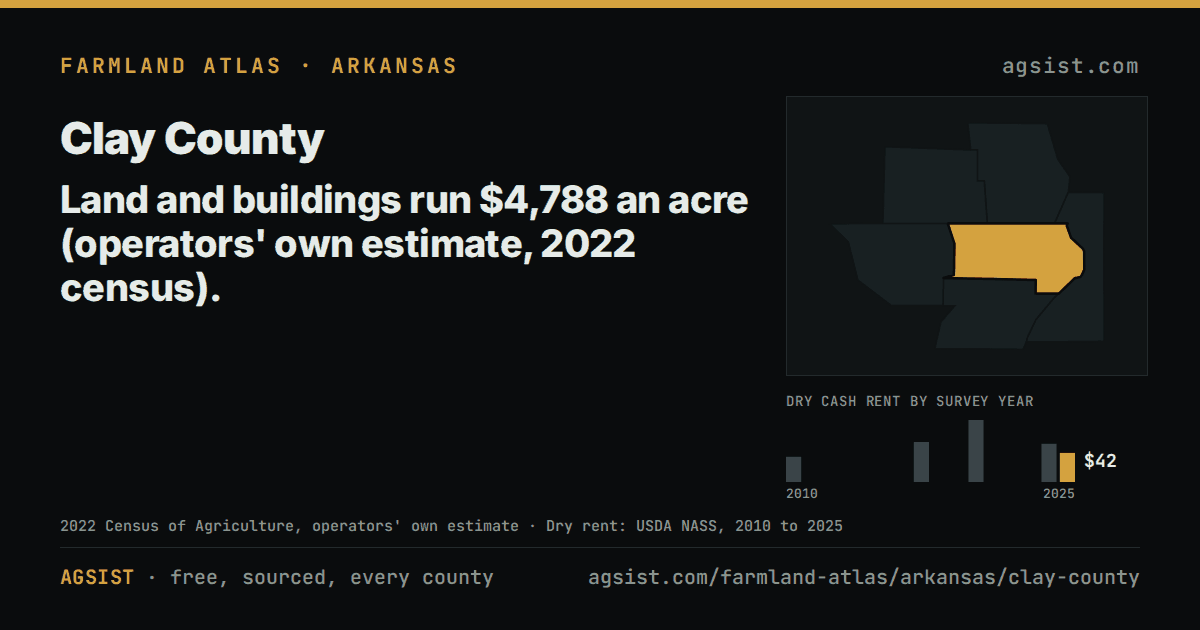 FARMLAND ATLAS · ARKANSAS
agsist.com
Clay County
Land and buildings run $4,788 an acre
(operators' own estimate, 2022
census).
DRY CASH RENT BY SURVEY YEAR
$42
2010
2025
2022 Census of Agriculture, operators' own estimate · Dry rent: USDA NASS, 2010 to 2025
AGSIST · free, sourced, every county
agsist.com/farmland-atlas/arkansas/clay-county